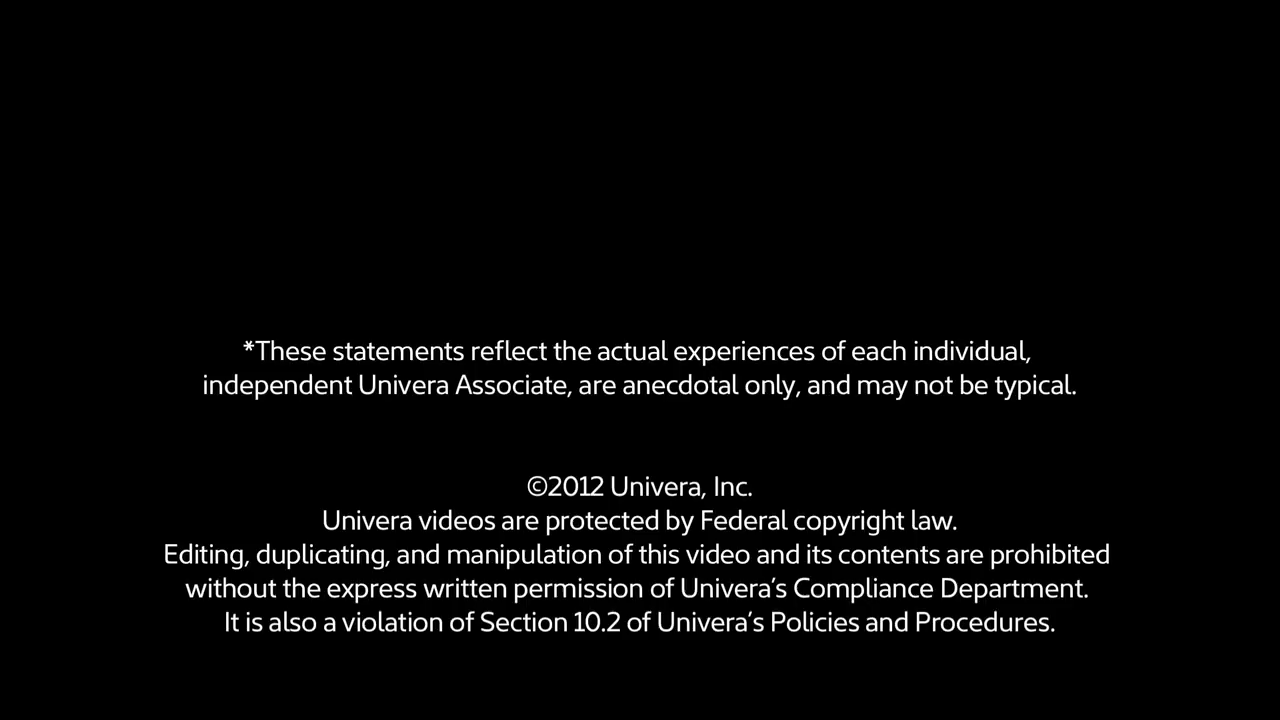 *These statements reflect the actual experiences of each individual,
independent Univera Associate, are anecdotal only, and may not be typical.
©2012 Univera, Inc.
Univera videos are protected by Federal copyright law.
Editing, duplicating, and manipulation of this video and its contents are prohibited
without the express written permission of Univera’s Compliance Department.
It is also a violation of Section 10.2 of Univera’s Policies and Procedures.